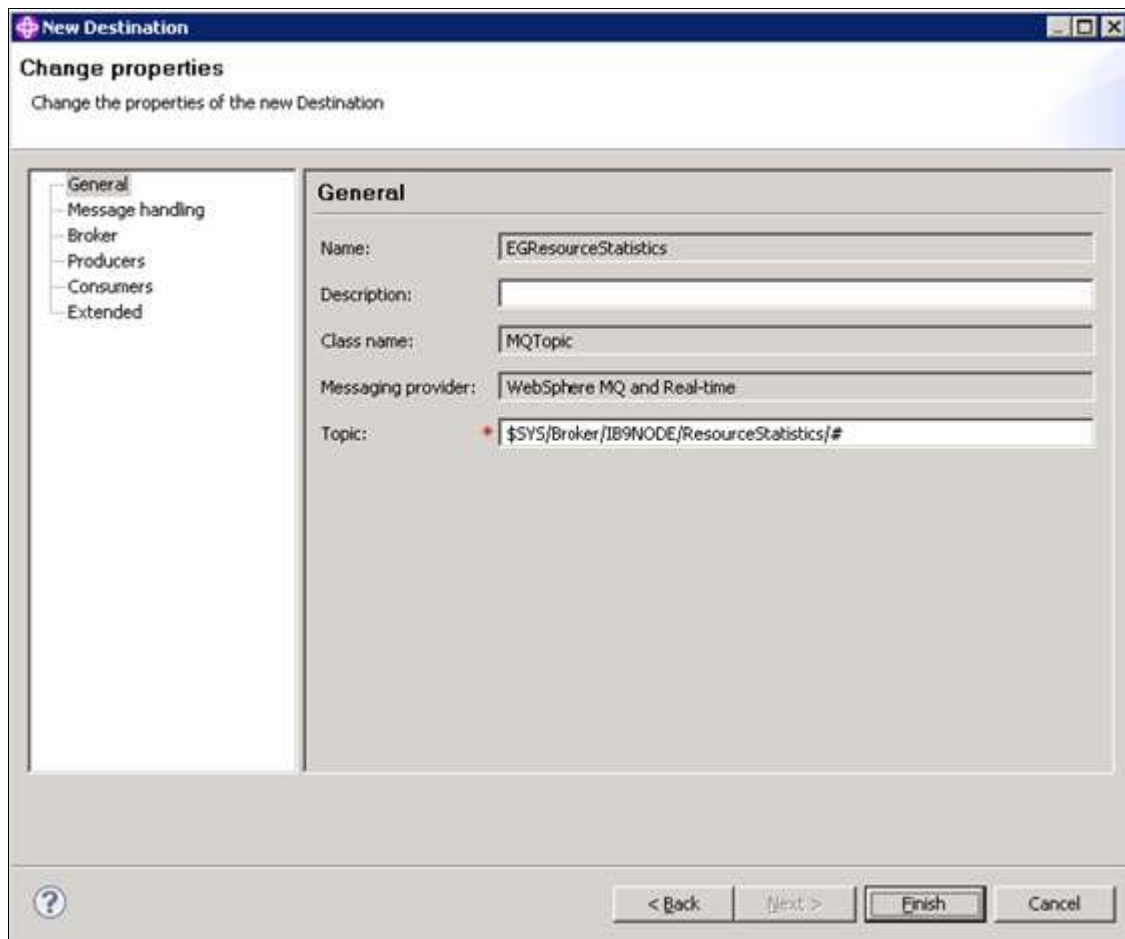 New Destination
Change properties
Change the properties of the new Destination
General
Message handling
Broker
Producers
Consumers
Extended
General
Name: EGResourceStatistics
Description:
Class name: MQTopic
Messaging provider: WebSphere MQ and Real-time
Topic: * $SYS/Broker/IB9NODE/ResourceStatistics/#
? < Back Next > Finish Cancel